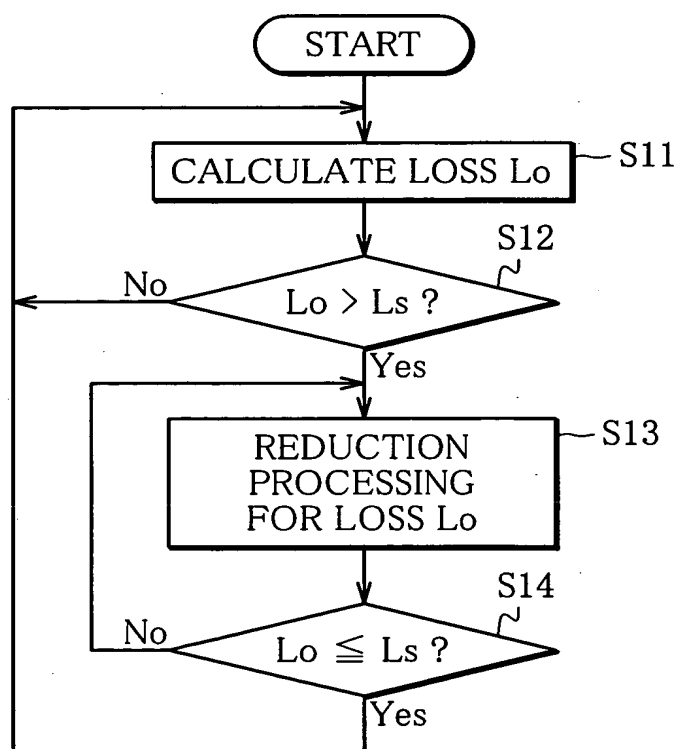 START
CALCULATE LOSS Lo
S11
S12
No
Lo > Ls ?
Yes
REDUCTION
PROCESSING
FOR LOSS Lo
S13
S14
No
Lo ≦ Ls ?
Yes